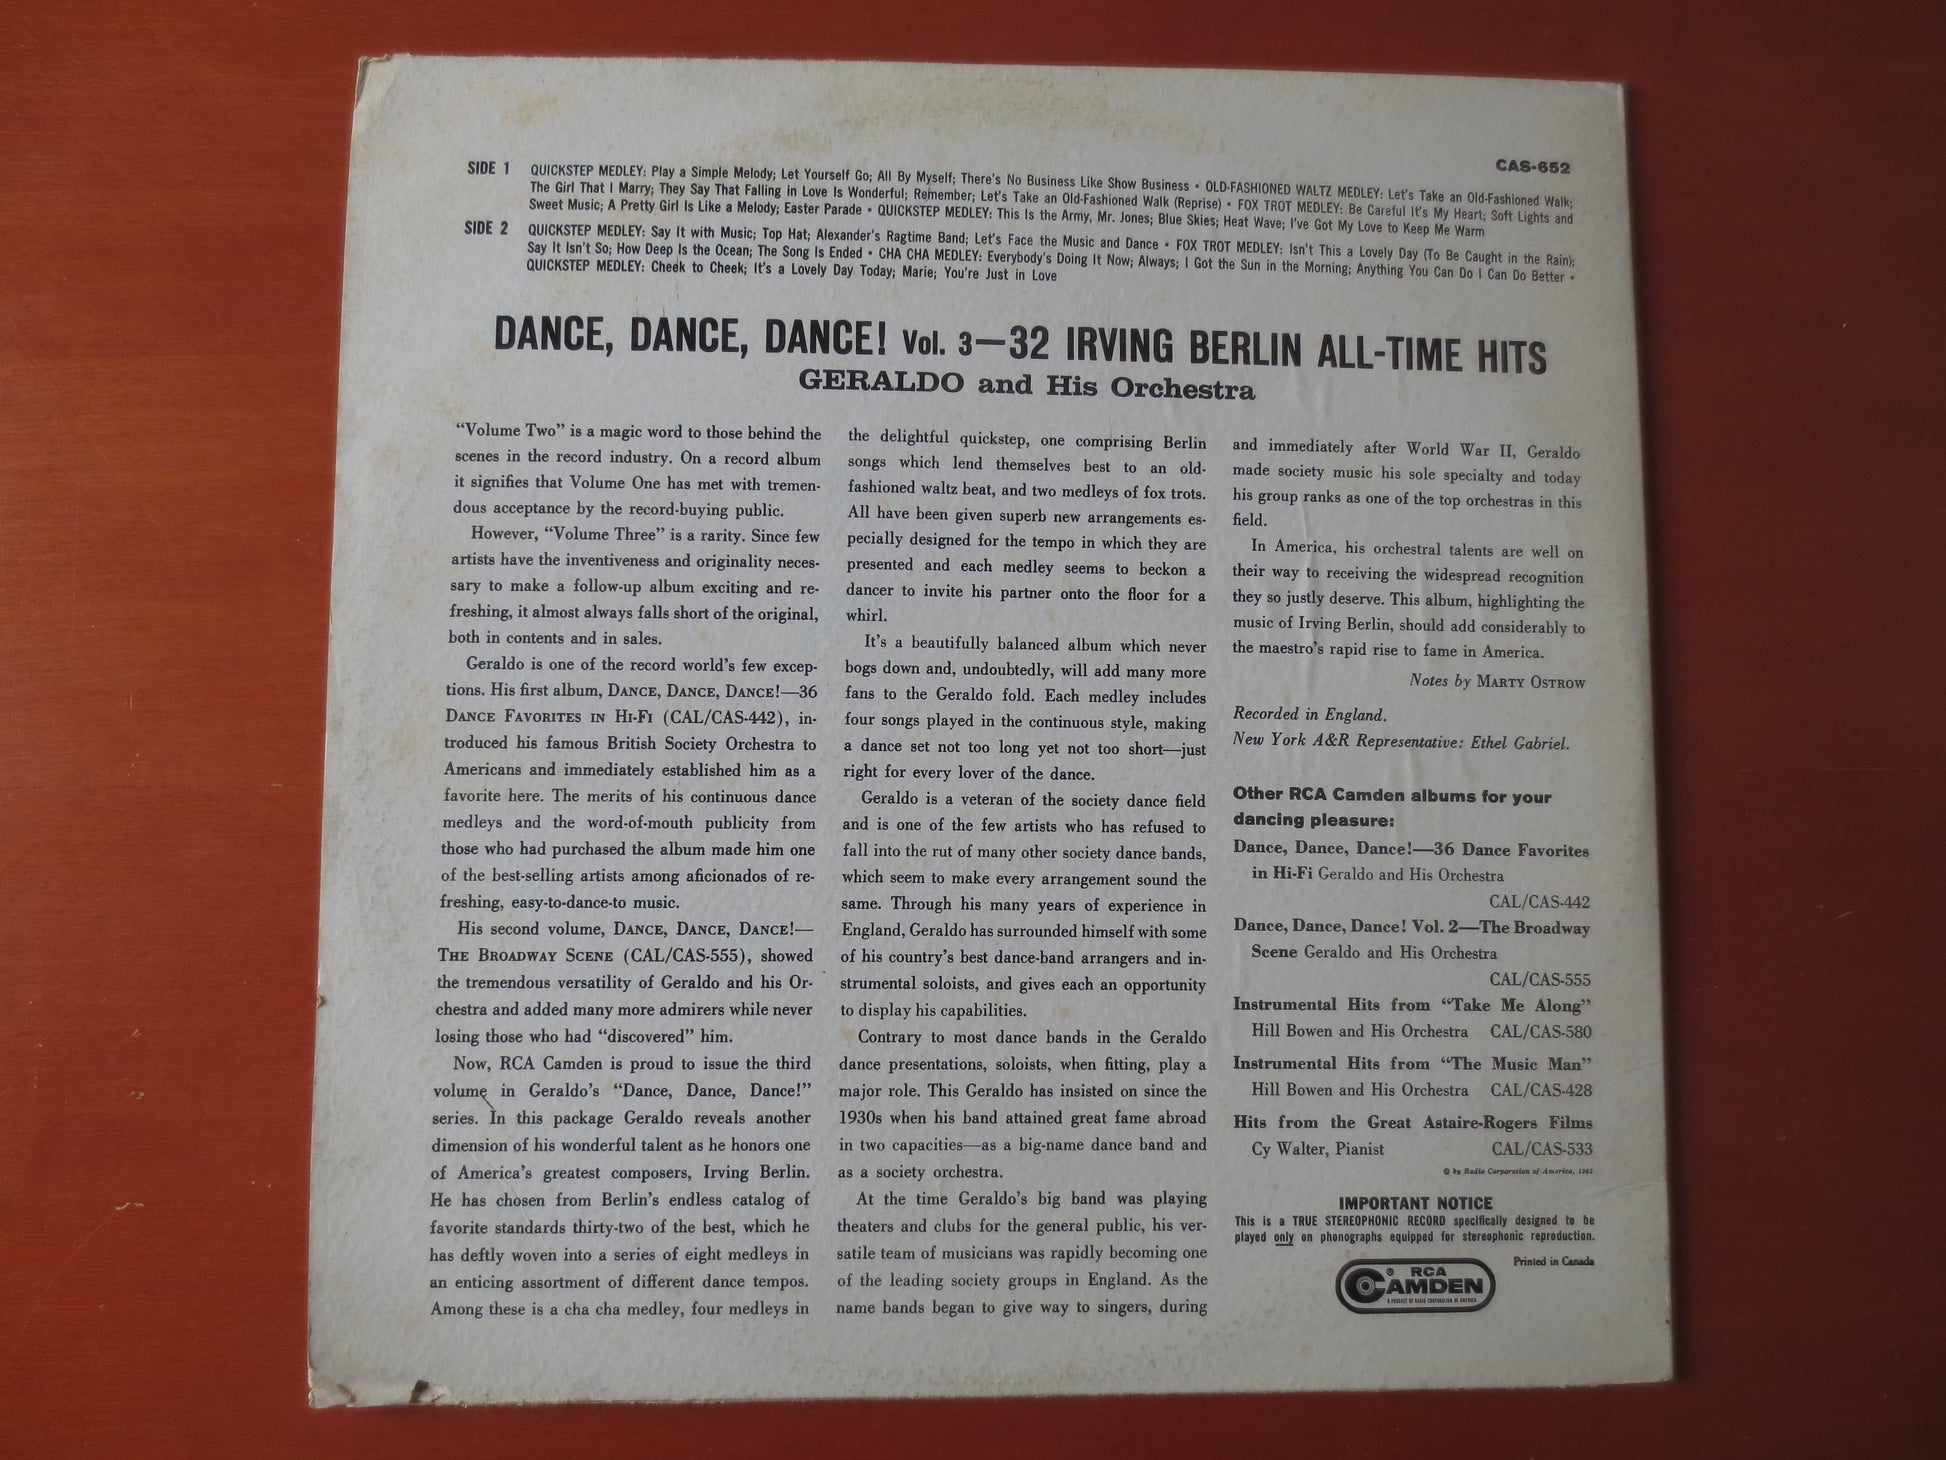 CAS-652
SIDE 1 QUICKSTEP MEDLEY: Play a Simple Melody; Let Yourself Go; All By Myself; There's No Business Like Show Business • OLD-FASHIONED WALTZ MEDLEY: Let's Take an Old-Fashioned Walk;
The Girl That I Marry; They Say That Falling in Love Is Wonderful; Remember; Let's Take an Old-Fashioned Walk (Reprise) • FOX TROT MEDLEY: Be Careful It's My Heart; Soft Lights and
Sweet Music; A Pretty Girl Is Like a Melody; Easter Parade • QUICKSTEP MEDLEY: This Is the Army, Mr. Jones; Blue Skies; Heat Wave; I've Got My Love to Keep Me Warm
SIDE 2 QUICKSTEP MEDLEY: Say It with Music; Top Hat; Alexander's Ragtime Band; Let's Face the Music and Dance • FOX TROT MEDLEY: Isn't This a Lovely Day (To Be Caught in the Rain);
Say It Isn't So; How Deep Is the Ocean; The Song Is Ended • CHA CHA MEDLEY: Everybody's Doing It Now; Always; I Got the Sun in the Morning; Anything You Can Do I Can Do Better •
QUICKSTEP MEDLEY: Cheek to Cheek; It's a Lovely Day Today; Marie; You're Just in Love
DANCE, DANCE, DANCE! Vol. 3—32 IRVING BERLIN ALL-TIME HITS
GERALDO and His Orchestra
"Volume Two" is a magic word to those behind the
scenes in the record industry. On a record album
it signifies that Volume One has met with tremen-
dous acceptance by the record-buying public.
However, "Volume Three" is a rarity. Since few
artists have the inventiveness and originality neces-
sary to make a follow-up album exciting and re-
freshing, it almost always falls short of the original,
both in contents and in sales.
Geraldo is one of the record world's few excep-
tions. His first album, DANCE, DANCE, DANCE!—36
DANCE FAVORITES IN HI-FI (CAL/CAS-442), in-
troduced his famous British Society Orchestra to
Americans and immediately established him as a
favorite here. The merits of his continuous dance
medleys and the word-of-mouth publicity from
those who had purchased the album made him one
of the best-selling artists among aficionados of re-
freshing, easy-to-dance-to music.
His second volume, DANCE, DANCE, DANCE!—
THE BROADWAY SCENE (CAL/CAS-555), showed
the tremendous versatility of Geraldo and his Or-
chestra and added many more admirers while never
losing those who had "discovered" him.
Now, RCA Camden is proud to issue the third
volume in Geraldo's "Dance, Dance, Dance!"
series. In this package Geraldo reveals another
dimension of his wonderful talent as he honors one
of America's greatest composers, Irving Berlin.
He has chosen from Berlin's endless catalog of
favorite standards thirty-two of the best, which he
has deftly woven into a series of eight medleys in
an enticing assortment of different dance tempos.
Among these is a cha cha medley, four medleys in
the delightful quickstep, one comprising Berlin
songs which lend themselves best to an old-
fashioned waltz beat, and two medleys of fox trots.
All have been given superb new arrangements es-
pecially designed for the tempo in which they are
presented and each medley seems to beckon a
dancer to invite his partner onto the floor for a
whirl.
It's a beautifully balanced album which never
bogs down and, undoubtedly, will add many more
fans to the Geraldo fold. Each medley includes
four songs played in the continuous style, making
a dance set not too long yet not too short—just
right for every lover of the dance.
Geraldo is a veteran of the society dance field
and is one of the few artists who has refused to
fall into the rut of many other society dance bands,
which seem to make every arrangement sound the
same. Through his many years of experience in
England, Geraldo has surrounded himself with some
of his country's best dance-band arrangers and in-
strumental soloists, and gives each an opportunity
to display his capabilities.
Contrary to most dance bands in the Geraldo
dance presentations, soloists, when fitting, play a
major role. This Geraldo has insisted on since the
1930s when his band attained great fame abroad
in two capacities—as a big-name dance band and
as a society orchestra.
At the time Geraldo's big band was playing
theaters and clubs for the general public, his ver-
satile team of musicians was rapidly becoming one
of the leading society groups in England. As the
name bands began to give way to singers, during
and immediately after World War II, Geraldo
made society music his sole specialty and today
his group ranks as one of the top orchestras in this
field.
In America, his orchestral talents are well on
their way to receiving the widespread recognition
they so justly deserve. This album, highlighting the
music of Irving Berlin, should add considerably to
the maestro's rapid rise to fame in America.
Notes by MARTY OSTROW
Recorded in England.
New York A&R Representative: Ethel Gabriel.
Other RCA Camden albums for your
dancing pleasure:
Dance, Dance, Dance!—36 Dance Favorites
in Hi-Fi Geraldo and His Orchestra
CAL/CAS-442
Dance, Dance, Dance! Vol. 2—The Broadway
Scene Geraldo and His Orchestra
CAL/CAS-555
Instrumental Hits from "Take Me Along"
Hill Bowen and His Orchestra CAL/CAS-580
Instrumental Hits from "The Music Man"
Hill Bowen and His Orchestra CAL/CAS-428
Hits from the Great Astaire-Rogers Films
Cy Walter, Pianist CAL/CAS-533
© by Radio Corporation of America, 1961
IMPORTANT NOTICE
This is a TRUE STEREOPHONIC RECORD specifically designed to be
played only on phonographs equipped for stereophonic reproduction.
Printed in Canada
® RCA
CAMDEN
A PRODUCT OF RADIO CORPORATION OF AMERICA